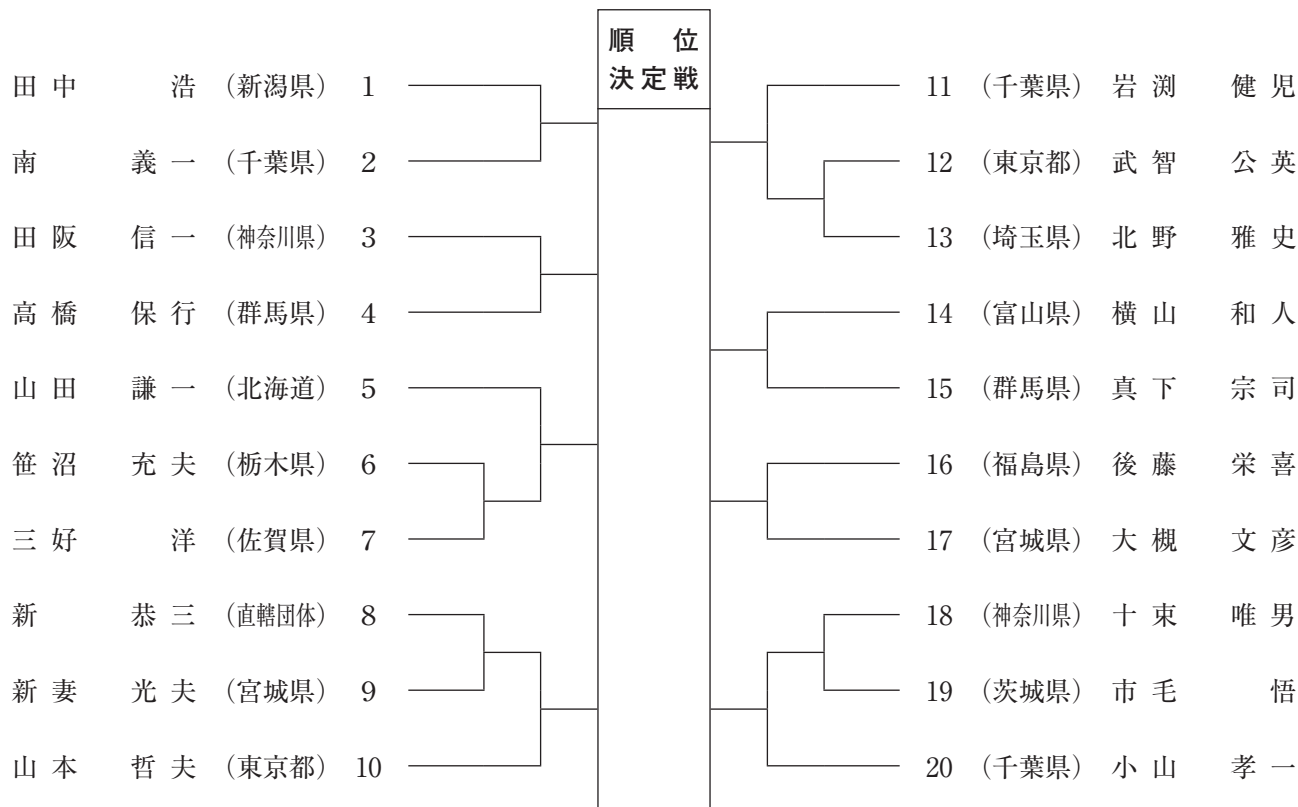 順 位
決定戦
田中 浩 (新潟県) 1
南 義一 (千葉県) 2
田阪 信一 (神奈川県) 3
高橋 保行 (群馬県) 4
山田 謙一 (北海道) 5
笹沼 充夫 (栃木県) 6
三好 洋 (佐賀県) 7
新 恭三 (直轄団体) 8
新妻 光夫 (宮城県) 9
山本 哲夫 (東京都) 10
11 (千葉県) 岩渕 健児
12 (東京都) 武智 公英
13 (埼玉県) 北野 雅史
14 (富山県) 横山 和人
15 (群馬県) 真下 宗司
16 (福島県) 後藤 栄喜
17 (宮城県) 大槻 文彦
18 (神奈川県) 十束 唯男
19 (茨城県) 市毛 悟
20 (千葉県) 小山 孝一